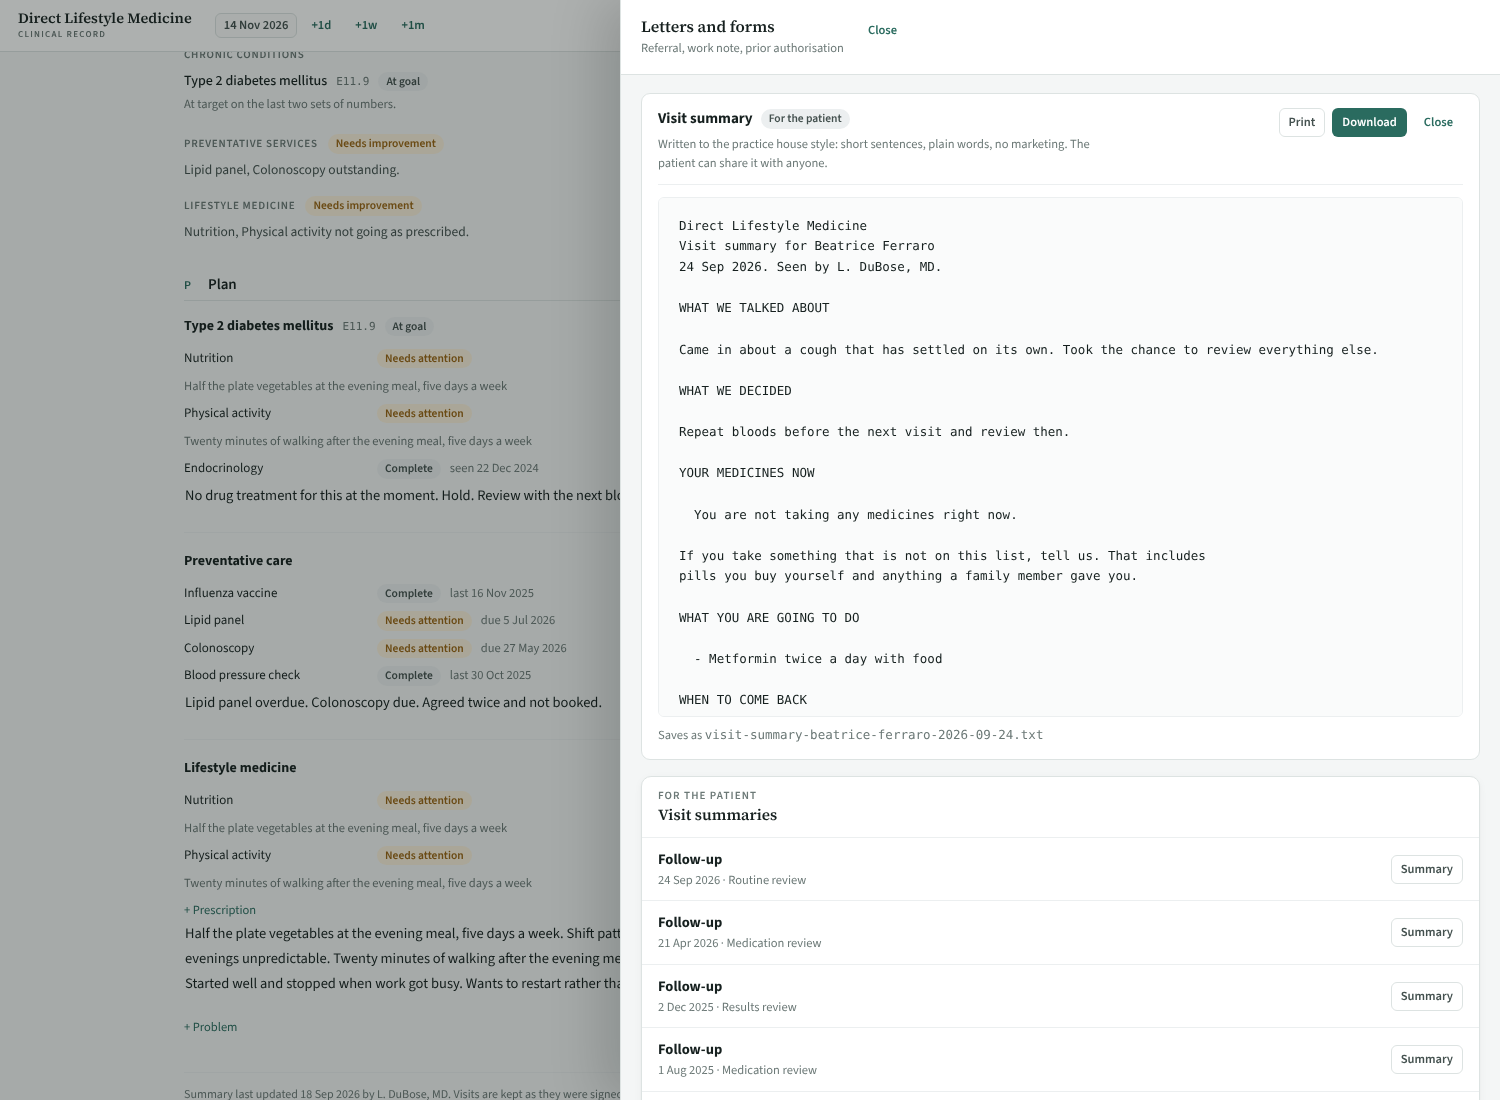 Direct Lifestyle Medicine
CLINICAL RECORD
14 Nov 2026 +1d +1w +1m
CHRONIC CONDITIONS
Type 2 diabetes mellitus E11.9 At goal
At target on the last two sets of numbers.
PREVENTATIVE SERVICES Needs improvement
Lipid panel, Colonoscopy outstanding.
LIFESTYLE MEDICINE Needs improvement
Nutrition, Physical activity not going as prescribed.
P Plan
Type 2 diabetes mellitus E11.9 At goal
Nutrition Needs attention
Half the plate vegetables at the evening meal, five days a week
Physical activity Needs attention
Twenty minutes of walking after the evening meal, five days a week
Endocrinology Complete seen 22 Dec 2024
No drug treatment for this at the moment. Hold. Review with the next
Preventative care
Influenza vaccine Complete last 16 Nov 2025
Lipid panel Needs attention due 5 Jul 2026
Colonoscopy Needs attention due 27 May 2026
Blood pressure check Complete last 30 Oct 2025
Lipid panel overdue. Colonoscopy due. Agreed twice and not booked.
Lifestyle medicine
Nutrition Needs attention
Half the plate vegetables at the evening meal, five days a week
Physical activity Needs attention
Twenty minutes of walking after the evening meal, five days a week
+ Prescription
Half the plate vegetables at the evening meal, five days a week. Shift
evenings unpredictable. Twenty minutes of walking after the evening
Started well and stopped when work got busy. Wants to restart rather
+ Problem
Summary last updated 18 Sep 2026 by L. DuBose, MD. Visits are kept as they were signed
Letters and forms
Close
Referral, work note, prior authorisation
Visit summary For the patient
Print Download Close
Written to the practice house style: short sentences, plain words, no marketing. The
patient can share it with anyone.
Direct Lifestyle Medicine
Visit summary for Beatrice Ferraro
24 Sep 2026. Seen by L. DuBose, MD.
WHAT WE TALKED ABOUT
Came in about a cough that has settled on its own. Took the chance to review everything else.
WHAT WE DECIDED
Repeat bloods before the next visit and review then.
YOUR MEDICINES NOW
You are not taking any medicines right now.
If you take something that is not on this list, tell us. That includes
pills you buy yourself and anything a family member gave you.
WHAT YOU ARE GOING TO DO
- Metformin twice a day with food
WHEN TO COME BACK
Saves as visit-summary-beatrice-ferraro-2026-09-24.txt
FOR THE PATIENT
Visit summaries
Follow-up
24 Sep 2026 · Routine review
Summary
Follow-up
21 Apr 2026 · Medication review
Summary
Follow-up
2 Dec 2025 · Results review
Summary
Follow-up
1 Aug 2025 · Medication review
Summary